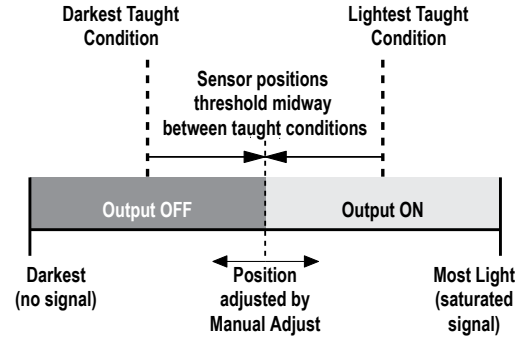 Darkest Taught
Condition
Lightest Taught
Condition
Sensor positions
threshold midway
between taught conditions
Output OFF
Output ON
Darkest
(no signal)
Position
adjusted by
Manual Adjust
Most Light
(saturated
signal)